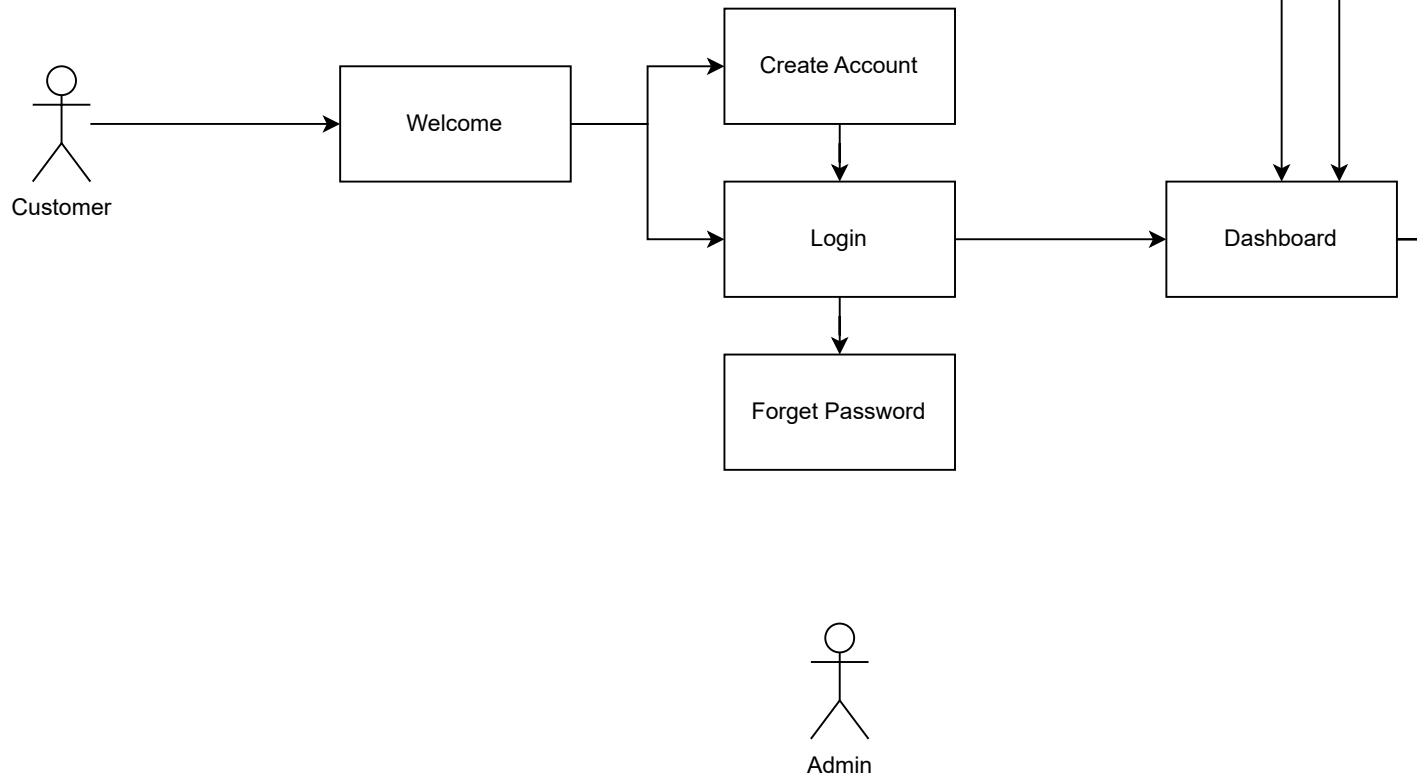 Create Account
Welcome
Customer
Login
Dashboard
Forget Password
Admin